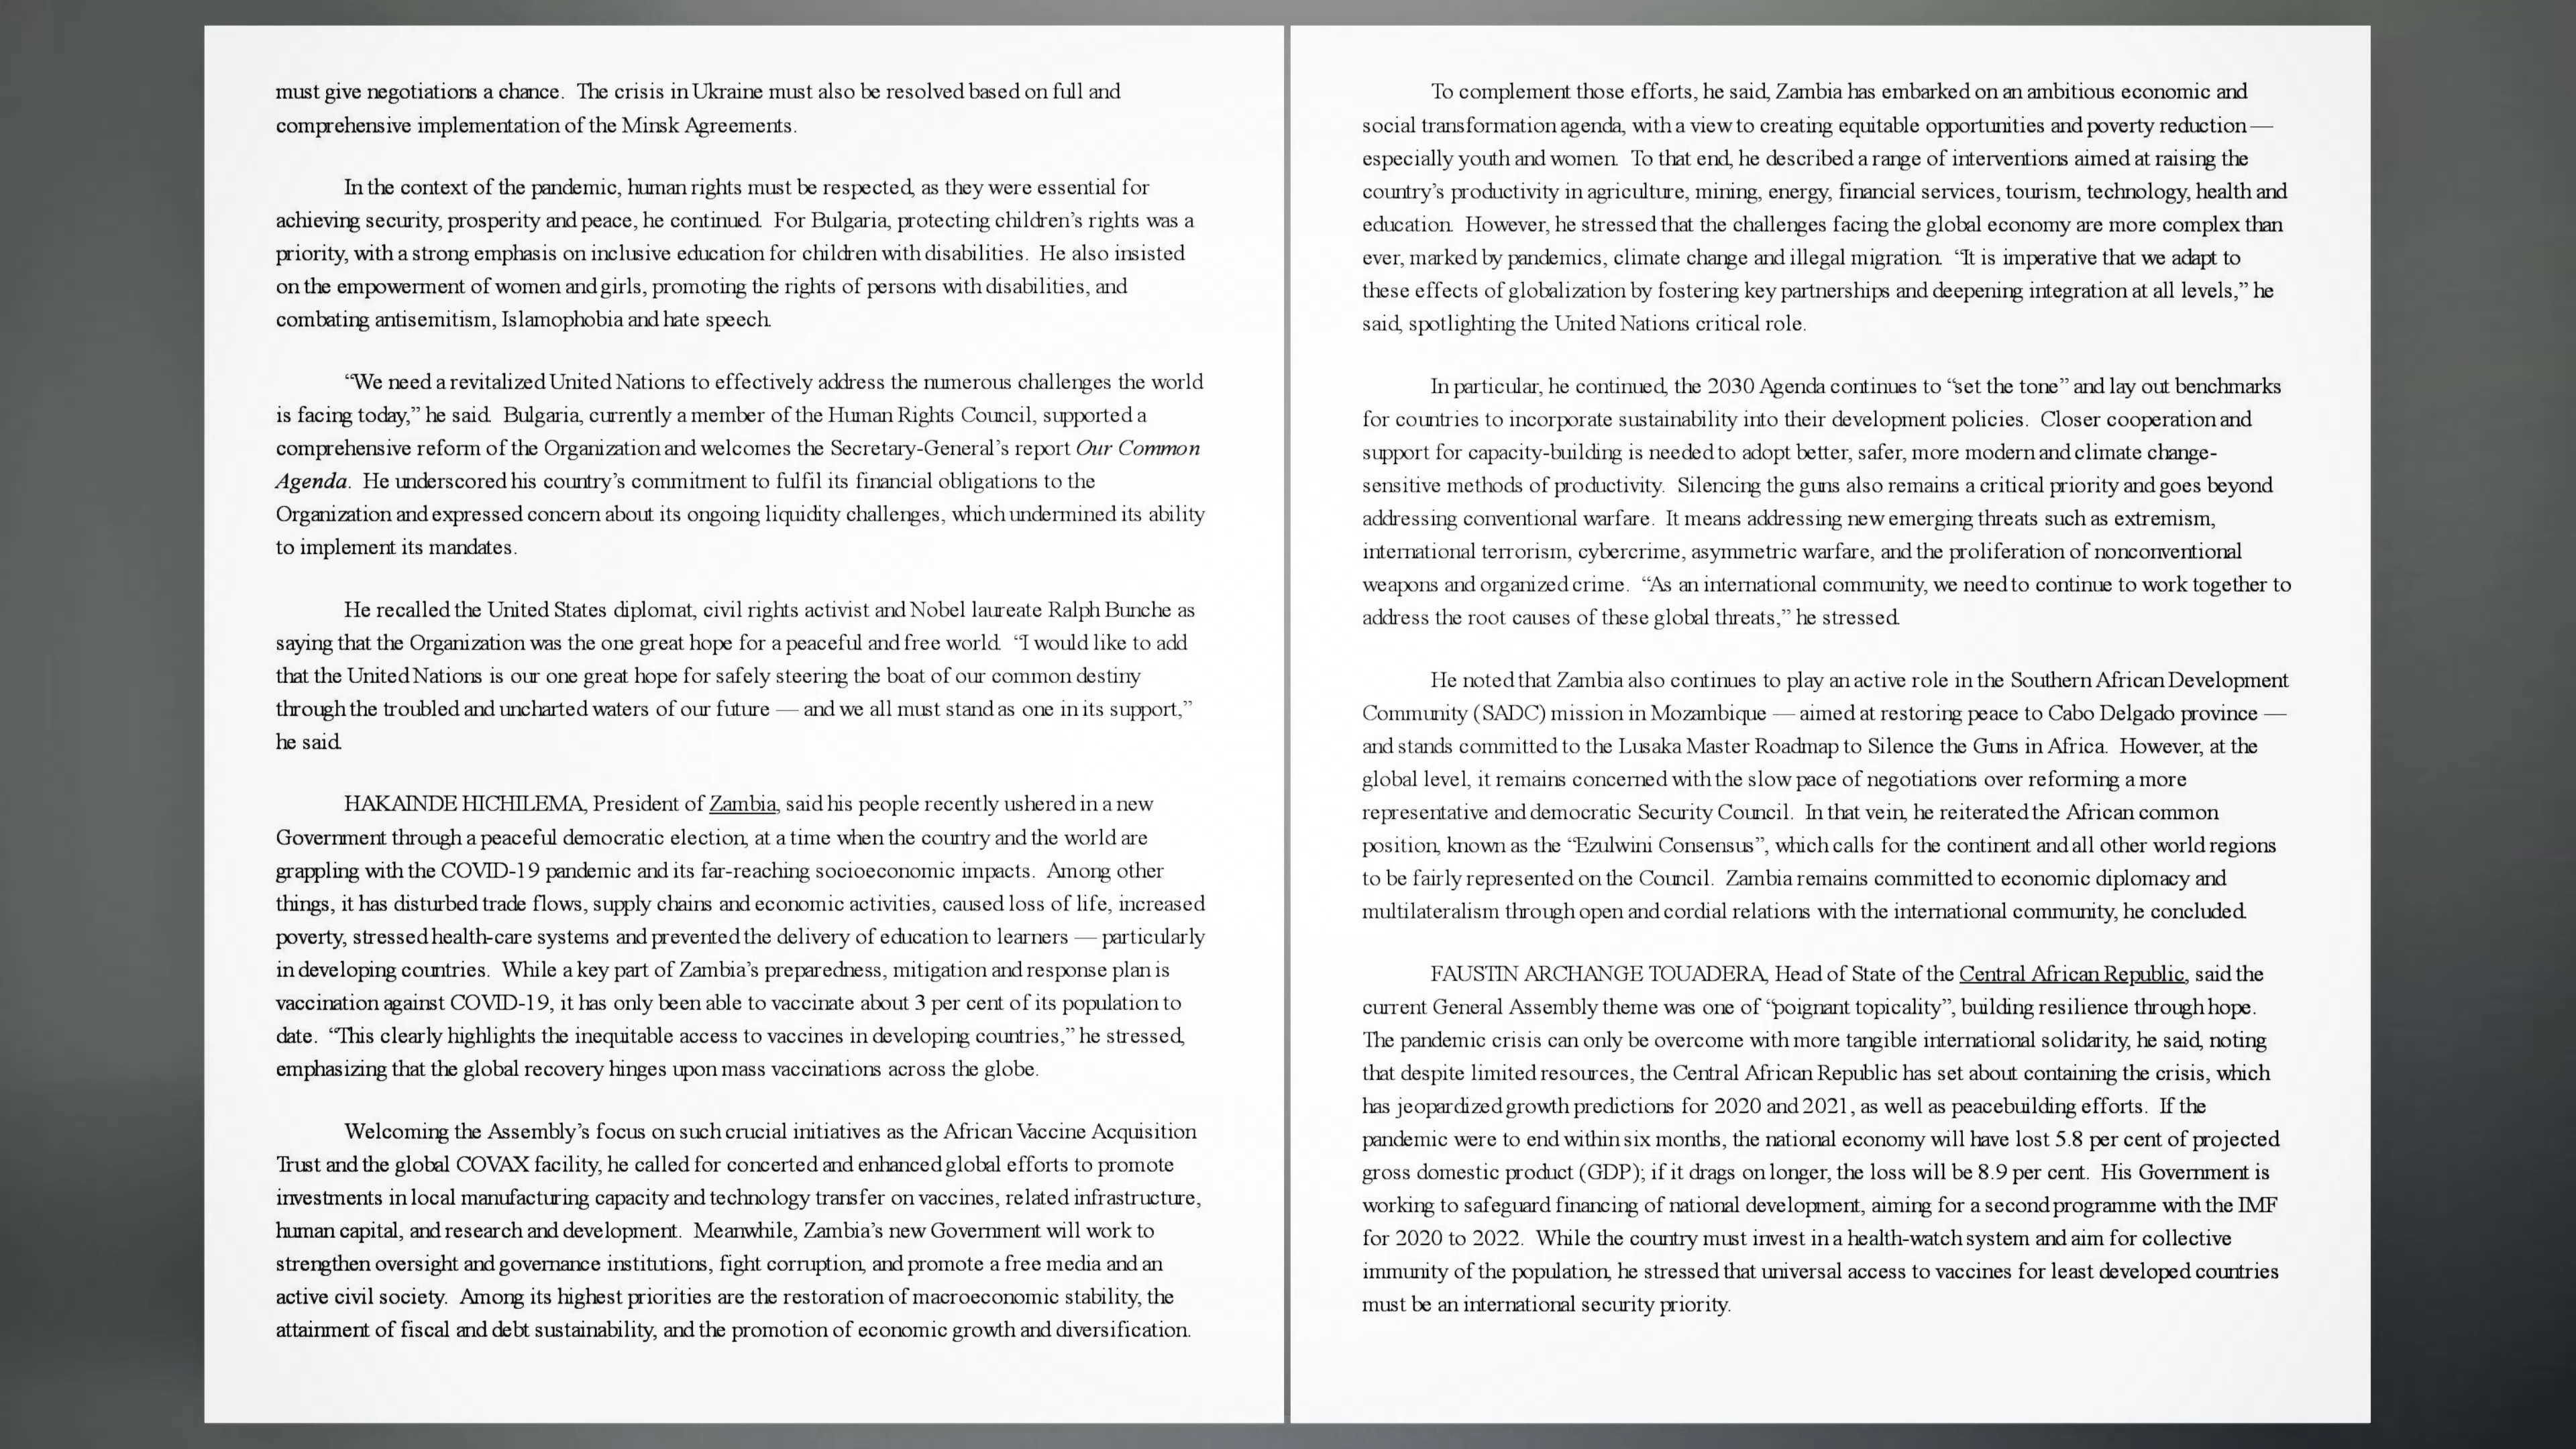 must give negotiations a chance.  The crisis in Ukraine must also be resolved based on full and
comprehensive implementation of the Minsk Agreements.
In the context of the pandemic, human rights must be respected, as they were essential for
achieving security, prosperity and peace, he continued.  For Bulgaria, protecting children’s rights was a
priority, with a strong emphasis on inclusive education for children with disabilities.  He also insisted
on the empowerment of women and girls, promoting the rights of persons with disabilities, and
combating antisemitism, Islamophobia and hate speech.
“We need a revitalized United Nations to effectively address the numerous challenges the world
is facing today,” he said.  Bulgaria, currently a member of the Human Rights Council, supported a
comprehensive reform of the Organization and welcomes the Secretary-General’s report Our Common
Agenda.  He underscored his country’s commitment to fulfil its financial obligations to the
Organization and expressed concern about its ongoing liquidity challenges, which undermined its ability
to implement its mandates.
He recalled the United States diplomat, civil rights activist and Nobel laureate Ralph Bunche as
saying that the Organization was the one great hope for a peaceful and free world.  “I would like to add
that the United Nations is our one great hope for safely steering the boat of our common destiny
through the troubled and uncharted waters of our future — and we all must stand as one in its support,”
he said.
HAKAINDE HICHILEMA, President of Zambia, said his people recently ushered in a new
Government through a peaceful democratic election, at a time when the country and the world are
grappling with the COVID-19 pandemic and its far-reaching socioeconomic impacts.  Among other
things, it has disturbed trade flows, supply chains and economic activities, caused loss of life, increased
poverty, stressed health-care systems and prevented the delivery of education to learners — particularly
in developing countries.  While a key part of Zambia’s preparedness, mitigation and response plan is
vaccination against COVID-19, it has only been able to vaccinate about 3 per cent of its population to
date.  “This clearly highlights the inequitable access to vaccines in developing countries,” he stressed,
emphasizing that the global recovery hinges upon mass vaccinations across the globe.
Welcoming the Assembly’s focus on such crucial initiatives as the African Vaccine Acquisition
Trust and the global COVAX facility, he called for concerted and enhanced global efforts to promote
investments in local manufacturing capacity and technology transfer on vaccines, related infrastructure,
human capital, and research and development.  Meanwhile, Zambia’s new Government will work to
strengthen oversight and governance institutions, fight corruption, and promote a free media and an
active civil society.  Among its highest priorities are the restoration of macroeconomic stability, the
attainment of fiscal and debt sustainability, and the promotion of economic growth and diversification.
To complement those efforts, he said, Zambia has embarked on an ambitious economic and
social transformation agenda, with a view to creating equitable opportunities and poverty reduction —
especially youth and women.  To that end, he described a range of interventions aimed at raising the
country’s productivity in agriculture, mining, energy, financial services, tourism, technology, health and
education.  However, he stressed that the challenges facing the global economy are more complex than
ever, marked by pandemics, climate change and illegal migration.  “It is imperative that we adapt to
these effects of globalization by fostering key partnerships and deepening integration at all levels,” he
said, spotlighting the United Nations critical role.
In particular, he continued, the 2030 Agenda continues to “set the tone” and lay out benchmarks
for countries to incorporate sustainability into their development policies.  Closer cooperation and
support for capacity-building is needed to adopt better, safer, more modern and climate change-
sensitive methods of productivity.  Silencing the guns also remains a critical priority and goes beyond
addressing conventional warfare.  It means addressing new emerging threats such as extremism,
international terrorism, cybercrime, asymmetric warfare, and the proliferation of nonconventional
weapons and organized crime.  “As an international community, we need to continue to work together to
address the root causes of these global threats,” he stressed.
He noted that Zambia also continues to play an active role in the Southern African Development
Community (SADC) mission in Mozambique — aimed at restoring peace to Cabo Delgado province —
and stands committed to the Lusaka Master Roadmap to Silence the Guns in Africa.  However, at the
global level, it remains concerned with the slow pace of negotiations over reforming a more
representative and democratic Security Council.  In that vein, he reiterated the African common
position, known as the “Ezulwini Consensus”, which calls for the continent and all other world regions
to be fairly represented on the Council.  Zambia remains committed to economic diplomacy and
multilateralism through open and cordial relations with the international community, he concluded.
FAUSTIN ARCHANGE TOUADERA, Head of State of the Central African Republic, said the
current General Assembly theme was one of “poignant topicality”, building resilience through hope.
The pandemic crisis can only be overcome with more tangible international solidarity, he said, noting
that despite limited resources, the Central African Republic has set about containing the crisis, which
has jeopardized growth predictions for 2020 and 2021, as well as peacebuilding efforts.  If the
pandemic were to end within six months, the national economy will have lost 5.8 per cent of projected
gross domestic product (GDP); if it drags on longer, the loss will be 8.9 per cent.  His Government is
working to safeguard financing of national development, aiming for a second programme with the IMF
for 2020 to 2022.  While the country must invest in a health-watch system and aim for collective
immunity of the population, he stressed that universal access to vaccines for least developed countries
must be an international security priority.